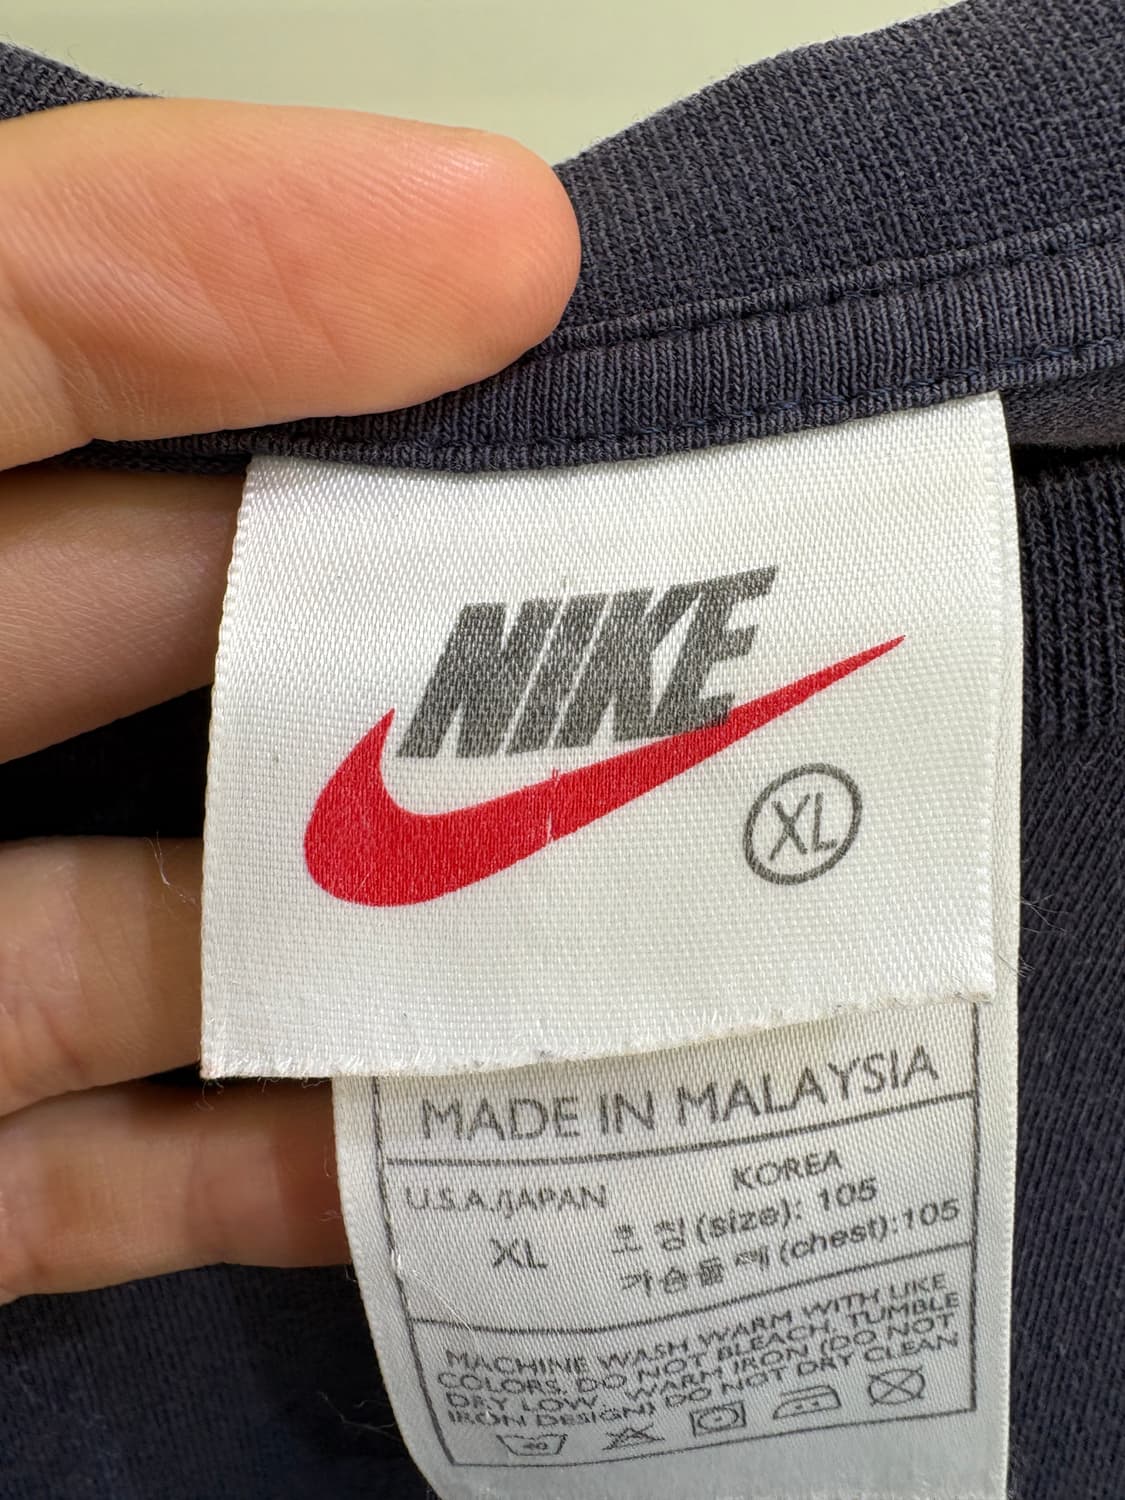 NIKE
XL
MADE IN MALAYSIA
U.S.A./JAPAN
XL
KOREA
호칭(size): 105
가슴둘레(chest):105
MACHINE WASH WARM WITH LIKE
COLORS. DO NOT BLEACH. TUMBLE
DRY LOW. WARM IRON (DO NOT
IRON DESIGN) DO NOT DRY CLEAN
40